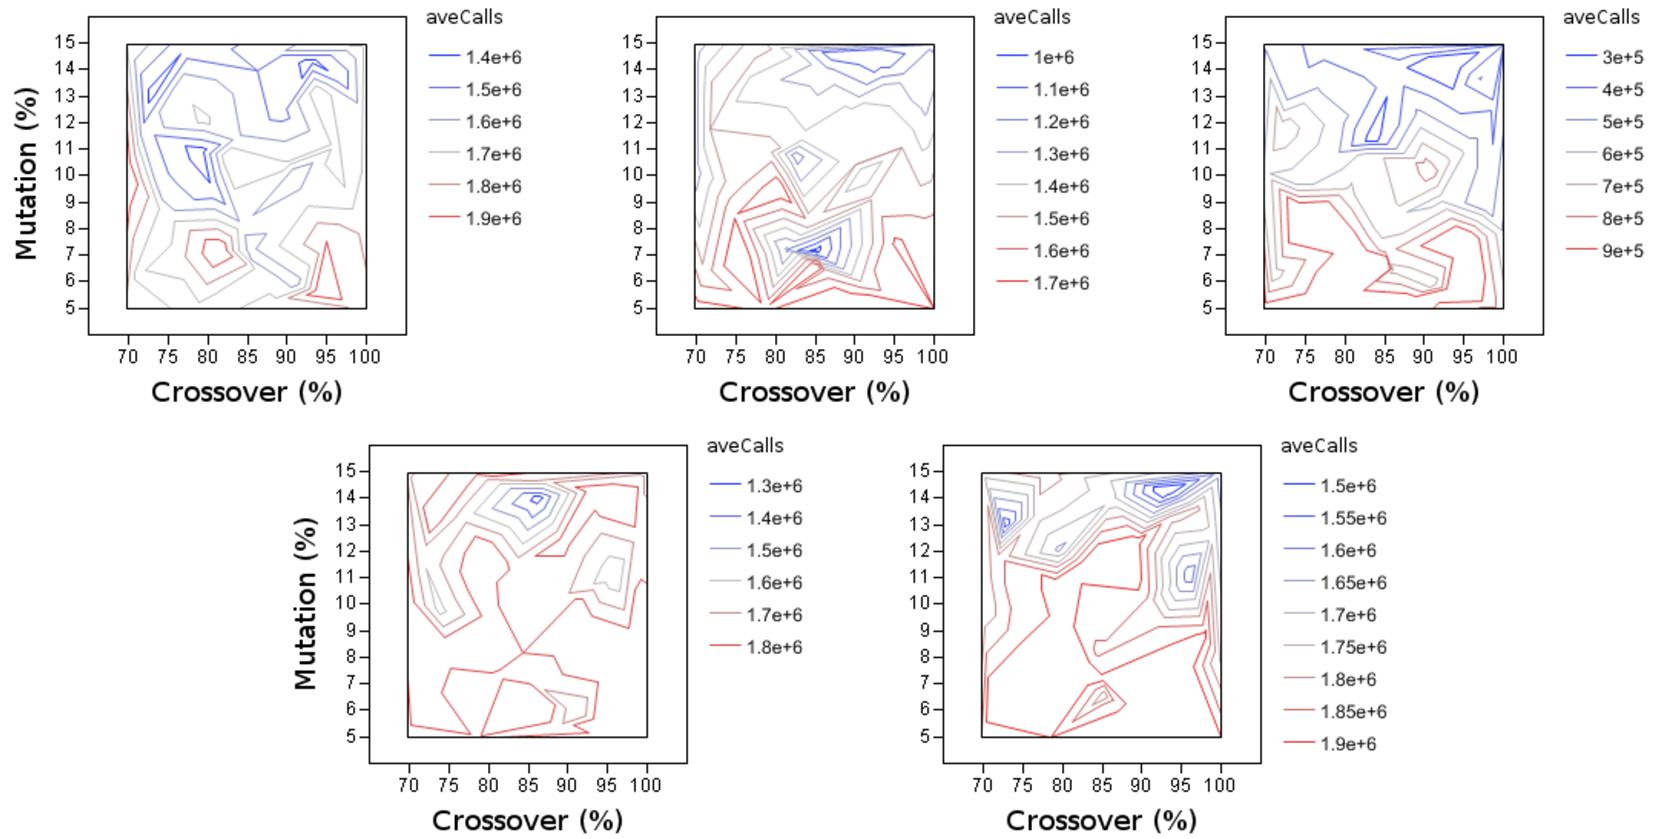 aveCalls
1.4e+6
1.5e+6
1.6e+6
1.7e+6
1.8e+6
1.9e+6
15
14
13
12
11
10
9
8
7
6
5
Mutation (%)
70 75 80 85 90 95 100
Crossover (%)
aveCalls
1e+6
1.1e+6
1.2e+6
1.3e+6
1.4e+6
1.5e+6
1.6e+6
1.7e+6
15
14
13
12
11
10
9
8
7
6
5
70 75 80 85 90 95 100
Crossover (%)
aveCalls
3e+5
4e+5
5e+5
6e+5
7e+5
8e+5
9e+5
15
14
13
12
11
10
9
8
7
6
5
70 75 80 85 90 95 100
Crossover (%)
aveCalls
1.3e+6
1.4e+6
1.5e+6
1.6e+6
1.7e+6
1.8e+6
15
14
13
12
11
10
9
8
7
6
5
Mutation (%)
70 75 80 85 90 95 100
Crossover (%)
aveCalls
1.5e+6
1.55e+6
1.6e+6
1.65e+6
1.7e+6
1.75e+6
1.8e+6
1.85e+6
1.9e+6
15
14
13
12
11
10
9
8
7
6
5
70 75 80 85 90 95 100
Crossover (%)